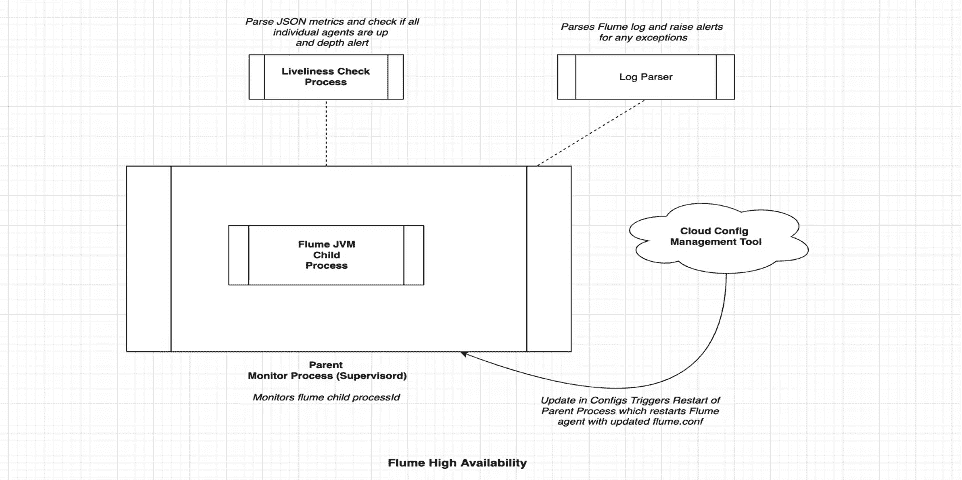 Parse JSON metrics and check if all
individual agents are up
and depth alert
Parses Flume log and raise alerts
for any exceptions
Liveliness Check
Process
Log Parser
Flume JVM
Child
Process
Cloud Config
Management Tool
Parent
Monitor Process (Supervisord)
Monitors flume child processId
Update in Configs Triggers Restart of
Parent Process which restarts Flume
agent with updated flume.conf
Flume High Availability